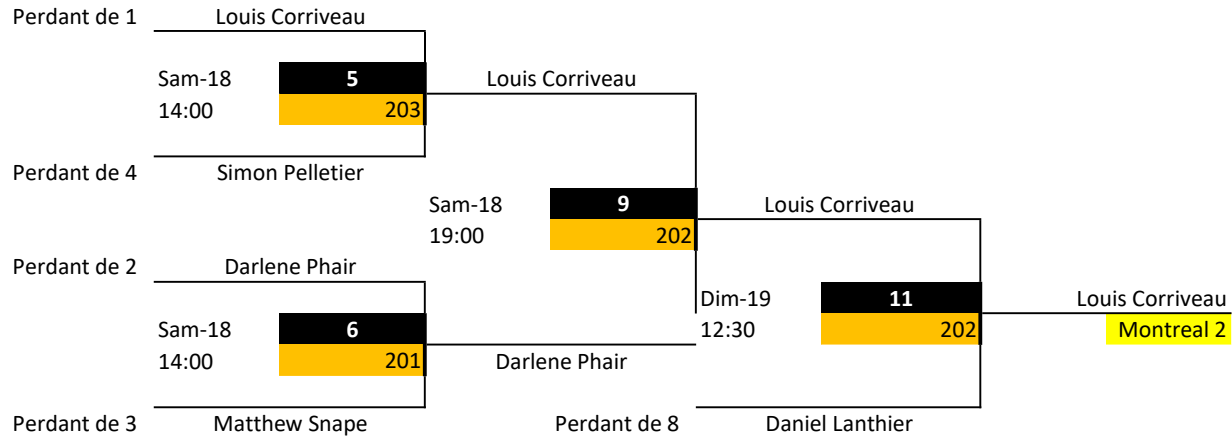 Perdant de 1 Louis Corriveau
Sam-18 5 Louis Corriveau
14:00 203
Perdant de 4 Simon Pelletier
Sam-18 9 Louis Corriveau
19:00 202
Perdant de 2 Darlene Phair
Dim-19 11 Louis Corriveau
Sam-18 6 12:30 202 Montreal 2
14:00 201 Darlene Phair
Perdant de 3 Matthew Snape Perdant de 8 Daniel Lanthier